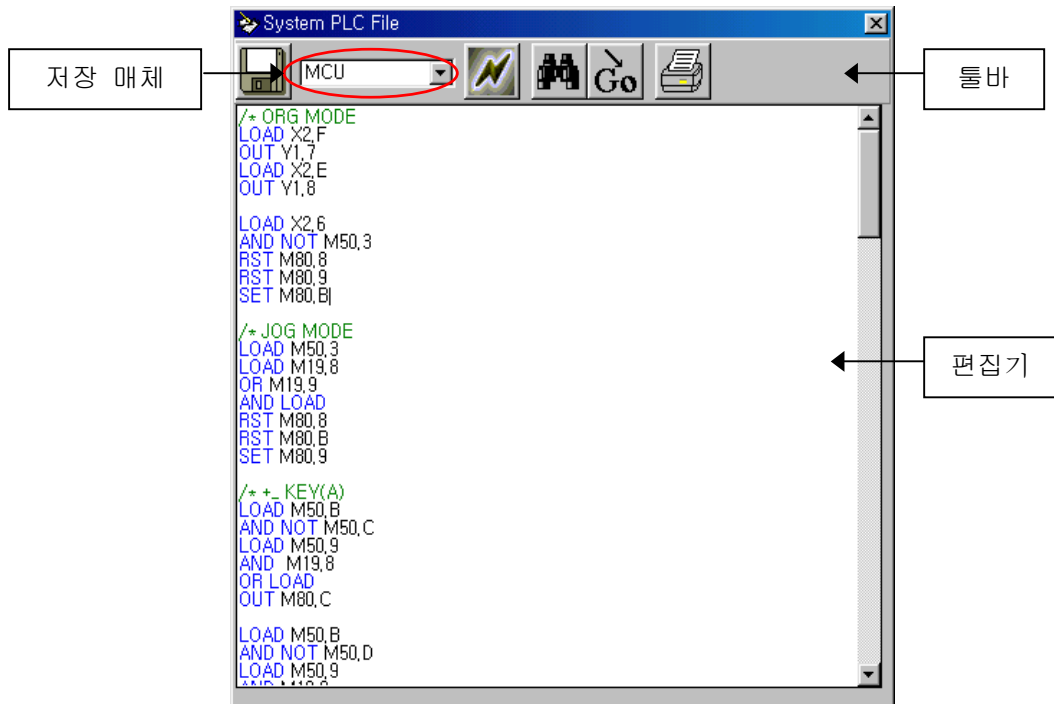 System PLC File
저장 매체
MCU
Go
툴바
/* ORG MODE
LOAD X2,F
OUT Y1,7
LOAD X2,E
OUT Y1,8
LOAD X2,6
AND NOT M50,3
RST M80,8
RST M80,9
SET M80,B
/* JOG MODE
LOAD M50,3
LOAD M19,8
OR M19,9
AND LOAD
RST M80,8
RST M80,B
SET M80,9
편집기
/* +_ KEY(A)
LOAD M50,B
AND NOT M50,C
LOAD M50,9
AND  M19,8
OR LOAD
OUT M80,C
LOAD M50,B
AND NOT M50,D
LOAD M50,9